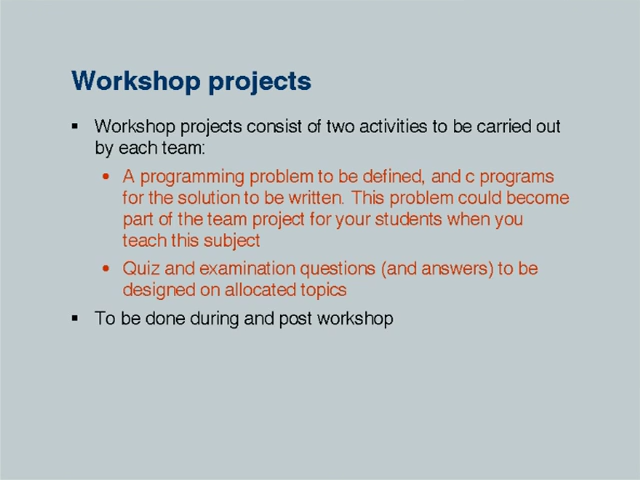 Workshop projects
▪ Workshop projects consist of two activities to be carried out
by each team:
• A programming problem to be defined, and c programs
for the solution to be written. This problem could become
part of the team project for your students when you
teach this subject
• Quiz and examination questions (and answers) to be
designed on allocated topics
▪ To be done during and post workshop